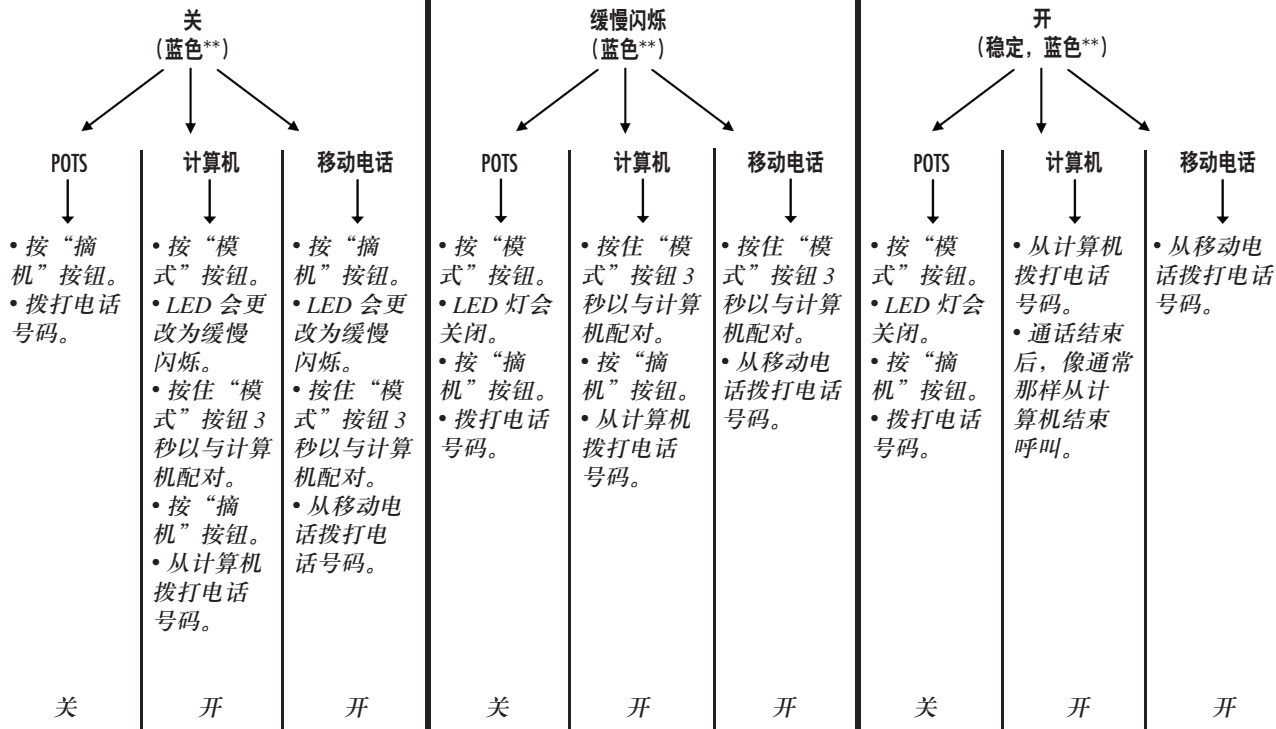 关
(蓝色**)
POTS
• 按“摘
机”按钮。
• 拨打电话
号码。
关
计算机
• 按“模
式”按钮。
• LED 会更
改为缓慢
闪烁。
• 按住“模
式”按钮 3
秒以与计算
机配对。
• 按“摘
机”按钮。
• 从计算机
拨打电话
号码。
开
移动电话
• 按“摘
机”按钮。
• LED 会更
改为缓慢
闪烁。
• 按住“模
式”按钮 3
秒以与计算
机配对。
• 从移动电
话拨打电
话号码。
开
缓慢闪烁
(蓝色**)
POTS
• 按“模
式”按钮。
• LED 灯会
关闭。
• 按“摘
机”按钮。
• 拨打电话
号码。
关
计算机
• 按住“模
式”按钮 3
秒以与计算
机配对。
• 按“摘
机”按钮。
• 从计算机
拨打电话
号码。
开
移动电话
• 按住“模
式”按钮 3
秒以与计算
机配对。
• 从移动电
话拨打电话
号码。
开
开
(稳定，蓝色**)
POTS
• 按“模
式”按钮。
• LED 灯会
关闭。
• 按“摘
机”按钮。
• 拨打电话
号码。
关
计算机
• 从计算机
拨打电话
号码。
• 通话结束
后，像通常
那样从计
算机结束
呼叫。
开
移动电话
• 从移动电
话拨打电话
号码。
开